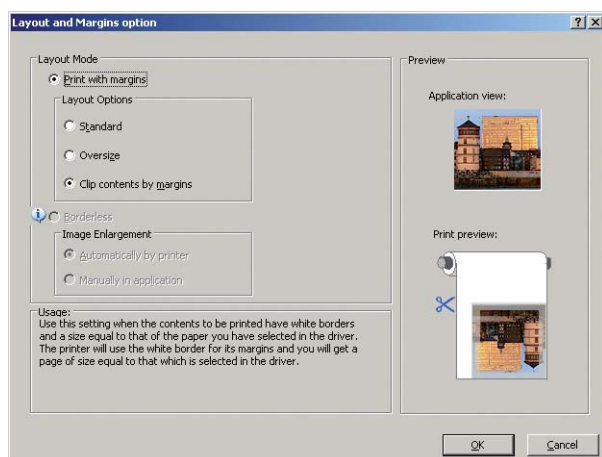 Layout and Margins option
Layout Mode
Print with margins
Layout Options
Standard
Oversize
Clip contents by margins
Borderless
Image Enlargement
Automatically by printer
Manually in application
Usage:
Use this setting when the contents to be printed have white borders
and a size equal to that of the paper you have selected in the driver.
The printer will use the white border for its margins and you will get a
page of size equal to that which is selected in the driver.
Preview
Application view:
Print preview:
OK
Cancel